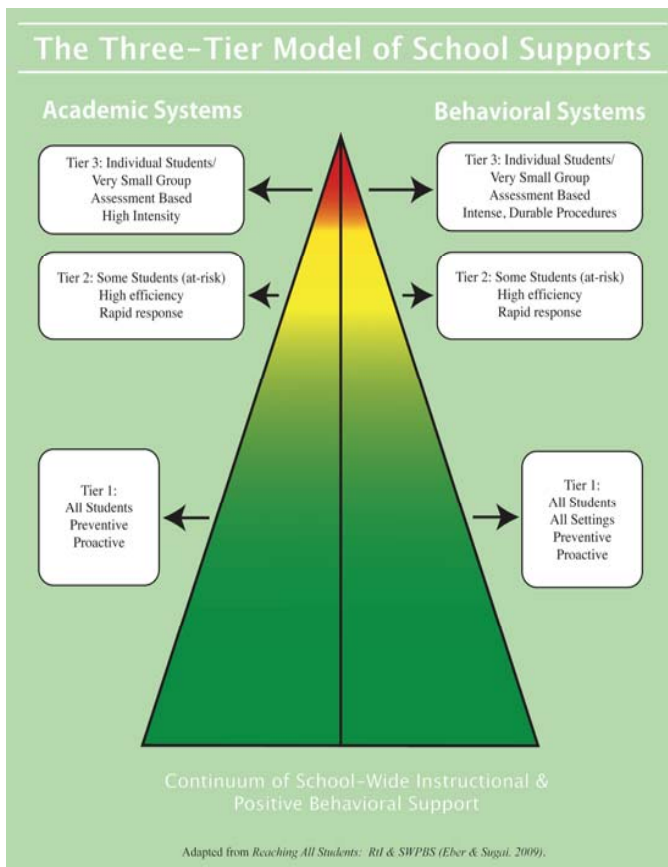 The Three-Tier Model of School Supports
Academic Systems
Behavioral Systems
Tier 3: Individual Students/
Very Small Group
Assessment Based
High Intensity
Tier 3: Individual Students/
Very Small Group
Assessment Based
Intense, Durable Procedures
Tier 2: Some Students (at-risk)
High efficiency
Rapid response
Tier 2: Some Students (at-risk)
High efficiency
Rapid response
Tier 1:
All Students
Preventive
Proactive
Tier 1:
All Students
All Settings
Preventive
Proactive
Continuum of School-Wide Instructional &
Positive Behavioral Support
Adapted from Reaching All Students: RtI & SWPBS (Eber & Sugai. 2009).